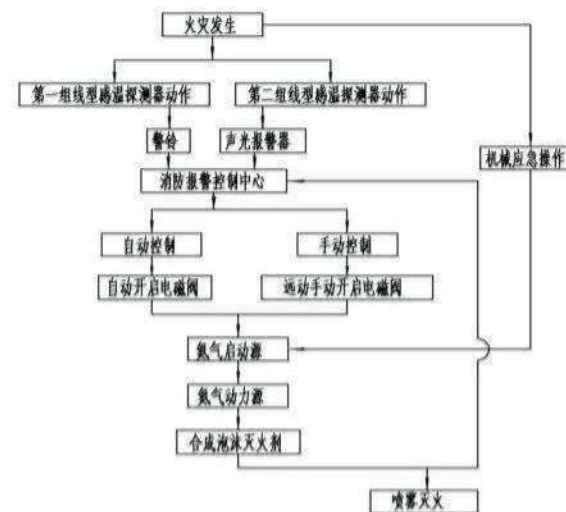 火灾发生
第一组线型感温探测器动作
第二组线型感温探测器动作
警铃
声光报警器
机械应急操作
消防报警控制中心
自动控制
手动控制
自动开启电磁阀
远动手动开启电磁阀
氮气启动源
氮气动力源
合成泡沫灭火剂
喷雾灭火